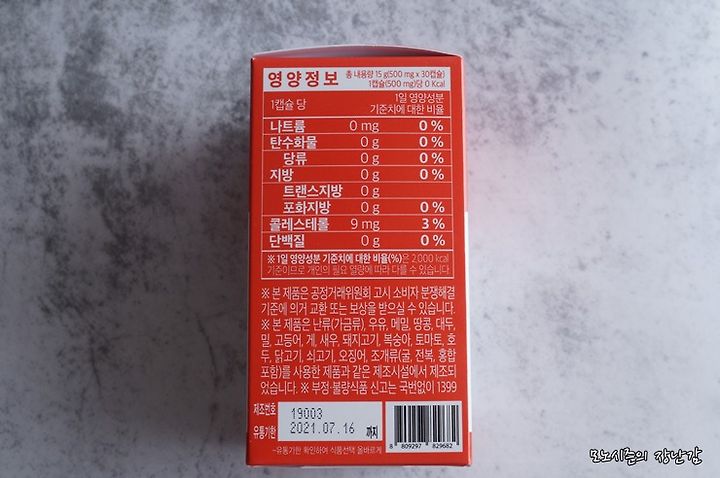 영양정보 총 내용량 15 g(500 mg x 30캡슐)
1캡슐(500 mg)당 0 Kcal
1캡슐 당 1일 영양성분
기준치에 대한 비율
나트륨 0 mg 0 %
탄수화물 0 g 0 %
당류 0 g 0 %
지방 0 g 0 %
트랜스지방 0 g
포화지방 0 g 0 %
콜레스테롤 9 mg 3 %
단백질 0 g 0 %
※ 1일 영양성분 기준치에 대한 비율(%)은 2,000 kcal
기준이므로 개인의 필요 열량에 따라 다를 수 있습니다
※ 본 제품은 공정거래위원회 고시 소비자 분쟁해결
기준에 의거 교환 또는 보상을 받으실 수 있습니다.
※ 본 제품은 난류(가금류), 우유, 메밀, 땅콩, 대두,
밀, 고등어, 게, 새우, 돼지고기, 복숭아, 토마토, 호
두, 닭고기, 쇠고기, 오징어, 조개류(굴, 전복, 홍합
포함)를 사용한 제품과 같은 제조시설에서 제조되
었습니다. ※ 부정·불량식품 신고는 국번없이 1399
제조번호 19003
유통기한 2021.07.16 까지
-유통기한 확인하여 식품선택 올바르게
8 809297 829682
모노시즌의 장난감